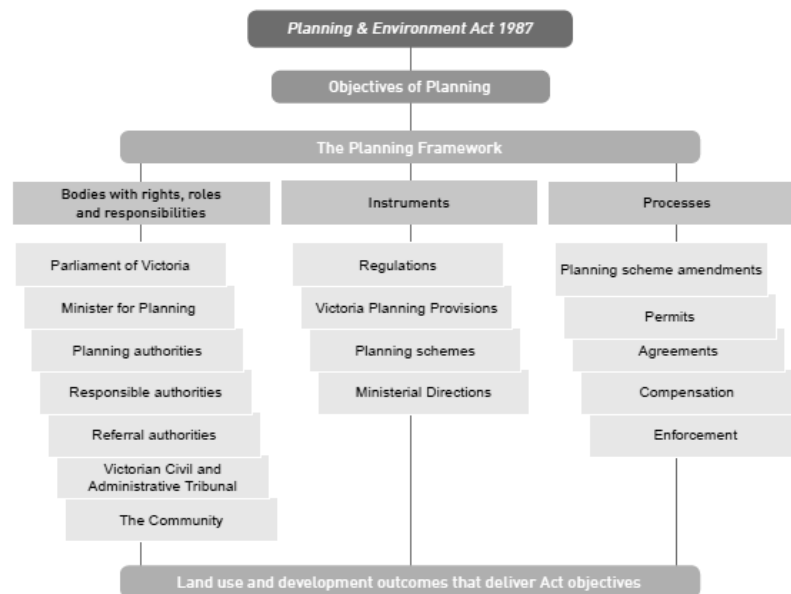 Planning & Environment Act 1987
Objectives of Planning
The Planning Framework
Bodies with rights, roles
and responsibilities
Parliament of Victoria
Minister for Planning
Planning authorities
Responsible authorities
Referral authorities
Victorian Civil and
Administrative Tribunal
The Community
Instruments
Regulations
Victoria Planning Provisions
Planning schemes
Ministerial Directions
Processes
Planning scheme amendments
Permits
Agreements
Compensation
Enforcement
Land use and development outcomes that deliver Act objectives